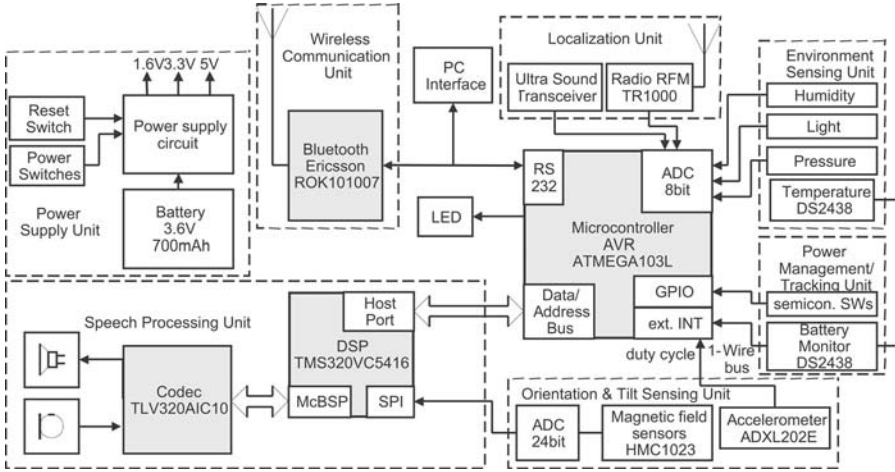 1.6V 3.3V 5V
Reset
Switch
Power
Switches
Power supply
circuit
Battery
3.6V
700mAh
Power
Supply Unit
Wireless
Communication
Unit
Bluetooth
Ericsson
ROK101007
PC
Interface
LED
Localization Unit
Ultra Sound
Transceiver
Radio RFM
TR1000
Environment
Sensing Unit
Humidity
Light
Pressure
Temperature
DS2438
RS
232
ADC
8bit
Microcontroller
AVR
ATMEGA103L
Data/
Address
Bus
GPIO
ext. INT
Power
Management/
Tracking Unit
semicon. SWs
Battery
Monitor
DS2438
duty cycle
1-Wire
bus
Speech Processing Unit
Codec
TLV320AIC10
Host
Port
DSP
TMS320VC5416
McBSP
SPI
Orientation & Tilt Sensing Unit
ADC
24bit
Magnetic field
sensors
HMC1023
Accelerometer
ADXL202E